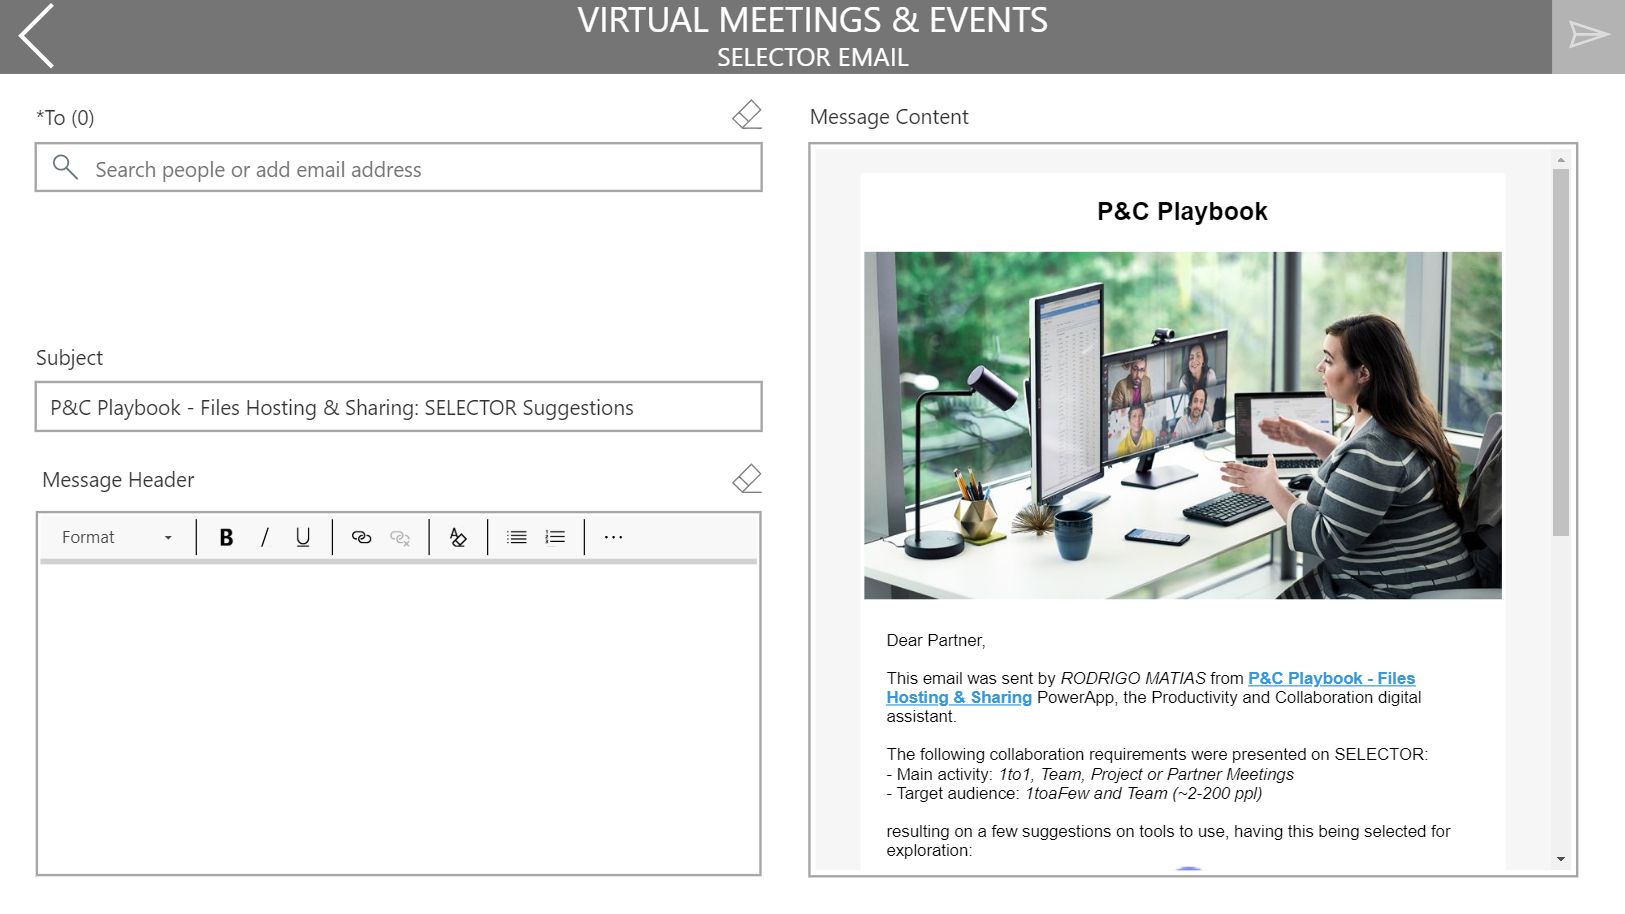 VIRTUAL MEETINGS & EVENTS
SELECTOR EMAIL
*To (0)
Search people or add email address
Subject
P&C Playbook - Files Hosting & Sharing: SELECTOR Suggestions
Message Header
Format
B I U
Message Content
P&C Playbook
Dear Partner,
This email was sent by RODRIGO MATIAS from P&C Playbook - Files
Hosting & Sharing PowerApp, the Productivity and Collaboration digital
assistant.
The following collaboration requirements were presented on SELECTOR:
- Main activity: 1to1, Team, Project or Partner Meetings
- Target audience: 1toaFew and Team (~2-200 ppl)
resulting on a few suggestions on tools to use, having this being selected for
exploration: